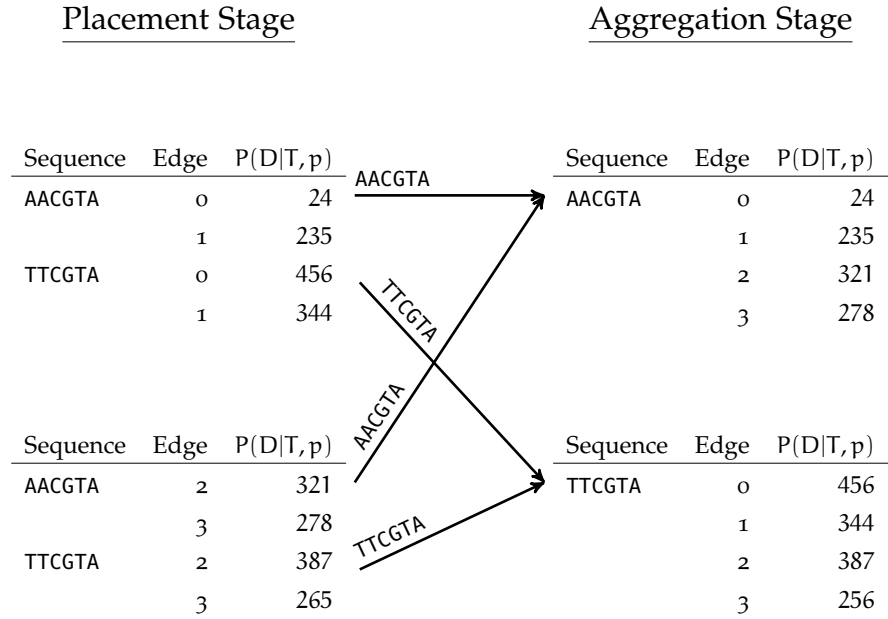 Placement Stage
Aggregation Stage
Sequence Edge P(D|T, p)
AACGTA 0 24
1 235
TTCGTA 0 456
1 344
AACGTA
TTCGTA
AACGTA
TTCGTA
Sequence Edge P(D|T, p)
AACGTA 0 24
1 235
2 321
3 278
Sequence Edge P(D|T, p)
AACGTA 2 321
3 278
TTCGTA 2 387
3 265
Sequence Edge P(D|T, p)
TTCGTA 0 456
1 344
2 387
3 256